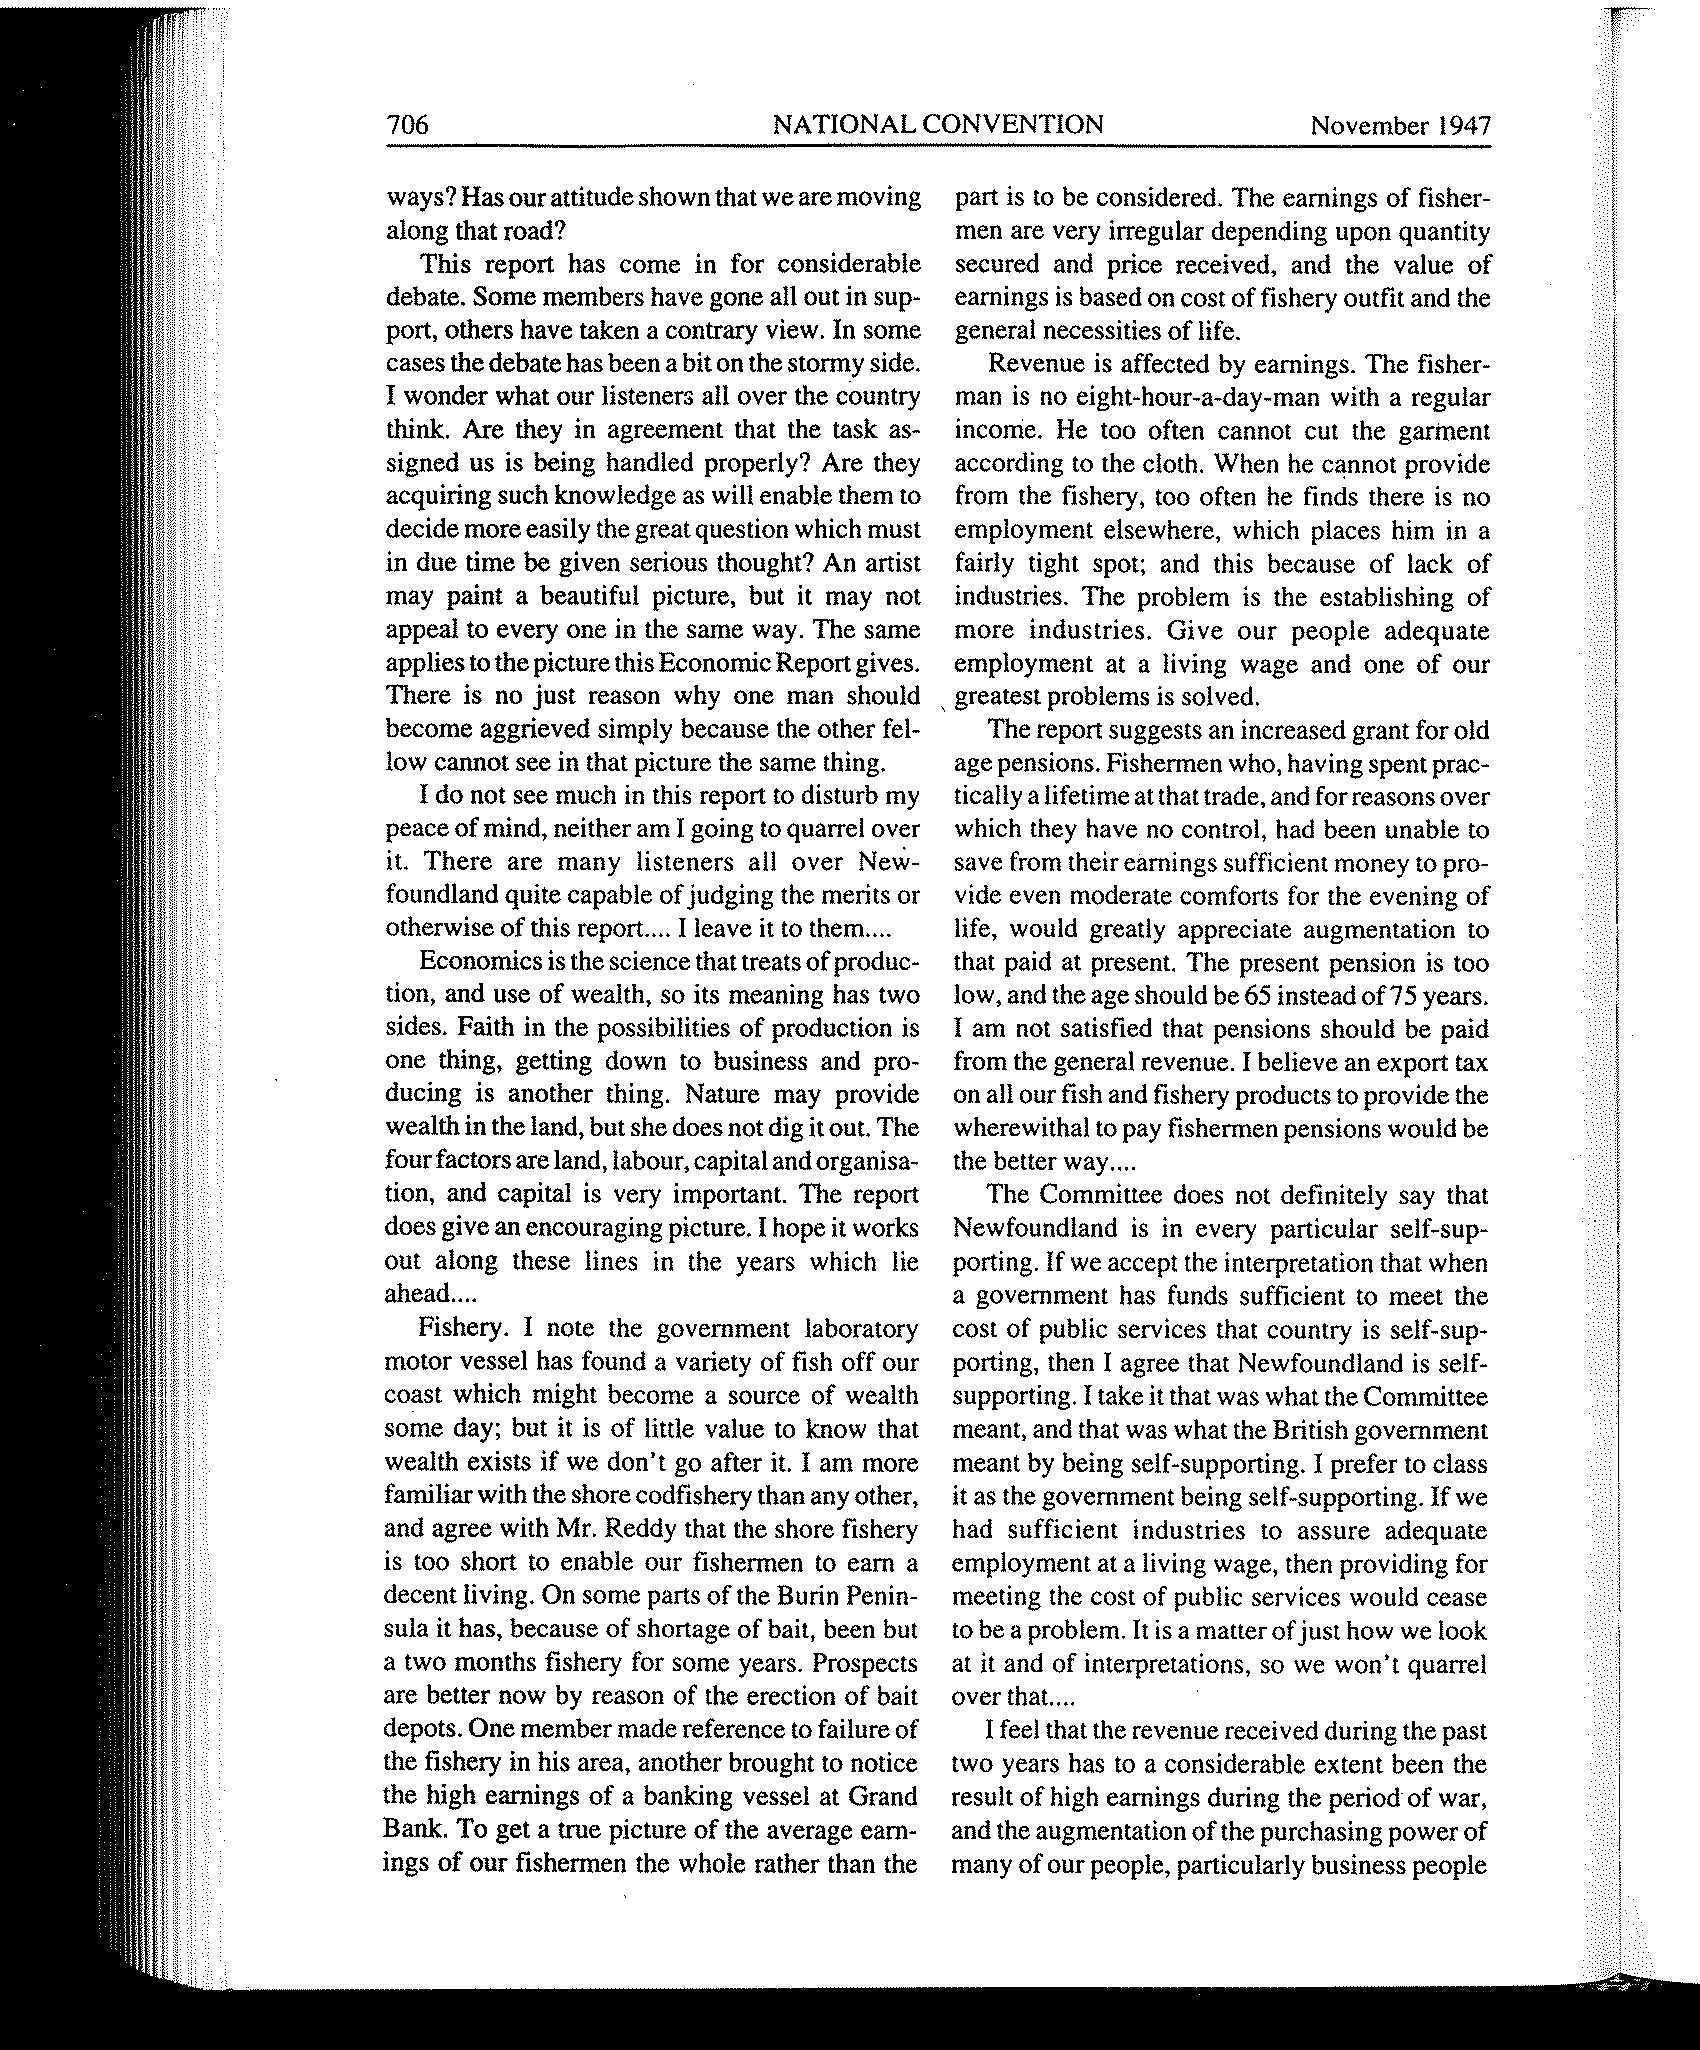 706 NATIONAL CONVENTION November 1947
ways? Has our attitude shown that we are moving
along that road?
This report has come in for considerable
debate. Some members have gone all out in sup-
port, others have taken a contrary view. In some
cases the debate has been a bit on the stormy side.
I wonder what our listeners all over the country
think. Are they in agreement that the task as-
signed us is being handled properly? Are they
acquiring such knowledge as will enable them to
decide more easily the great question which must
in due time be given serious thought? An artist
may paint a beautiful picture, but it may not
appeal to every one in the same way. The same
applies to the picture this Economic Report gives.
There is no just reason why one man should
become aggrieved simply because the other fel-
low cannot see in that picture the same thing.
I do not see much in this report to disturb my
peace of mind, neither am I going to quarrel over
it. There are many listeners all over New-
foundland quite capable of judging the merits or
otherwise of this report.... I leave it to them....
Economics is the science that treats of produc-
tion, and use of wealth, so its meaning has two
sides. Faith in the possibilities of production is
one thing, getting down to business and pro-
ducing is another thing. Nature may provide
wealth in the land, but she does not dig it out. The
four factors are land, labour, capital and organisa-
tion, and capital is very important. The report
does give an encouraging picture. I hope it works
out along these lines in the years which lie
ahead....
Fishery. I note the government laboratory
motor vessel has found a variety of fish off our
coast which might become a source of wealth
some day; but it is of little value to know that
wealth exists if we don't go after it. I am more
familiar with the shore codfishery than any other,
and agree with Mr. Reddy that the shore fishery
is too short to enable our fishermen to earn a
decent living. On some parts of the Burin Penin-
sula it has, because of shortage of bait, been but
a two months fishery for some years. Prospects
are better now by reason of the erection of bait
depots. One member made reference to failure of
the fishery in his area, another brought to notice
the high earnings of a banking vessel at Grand
Bank. To get a true picture of the average earn-
ings of our fishermen the whole rather than the
part is to be considered. The earnings of fisher-
men are very irregular depending upon quantity
secured and price received, and the value of
earnings is based on cost of fishery outfit and the
general necessities of life.
Revenue is affected by earnings. The fisher-
man is no eight-hour-a-day-man with a regular
income. He too often cannot cut the garment
according to the cloth. When he cannot provide
from the fishery, too often he finds there is no
employment elsewhere, which places him in a
fairly tight spot; and this because of lack of
industries. The problem is the establishing of
more industries. Give our people adequate
employment at a living wage and one of our
greatest problems is solved.
The report suggests an increased grant for old
age pensions. Fishermen who, having spent prac-
tically a lifetime at that trade, and for reasons over
which they have no control, had been unable to
save from their earnings sufficient money to pro-
vide even moderate comforts for the evening of
life, would greatly appreciate augmentation to
that paid at present. The present pension is too
low, and the age should be 65 instead of 75 years.
I am not satisfied that pensions should be paid
from the general revenue. I believe an export tax
on all our fish and fishery products to provide the
wherewithal to pay fishermen pensions would be
the better way....
The Committee does not definitely say that
Newfoundland is in every particular self-sup-
porting. If we accept the interpretation that when
a government has funds sufficient to meet the
cost of public services that country is self-sup-
porting, then I agree that Newfoundland is self-
supporting. I take it that was what the Committee
meant, and that was what the British government
meant by being self-supporting. I prefer to class
it as the government being self-supporting. If we
had sufficient industries to assure adequate
employment at a living wage, then providing for
meeting the cost of public services would cease
to be a problem. It is a matter of just how we look
at it and of interpretations, so we won't quarrel
over that....
I feel that the revenue received during the past
two years has to a considerable extent been the
result of high earnings during the period of war,
and the augmentation of the purchasing power of
many of our people, particularly business people